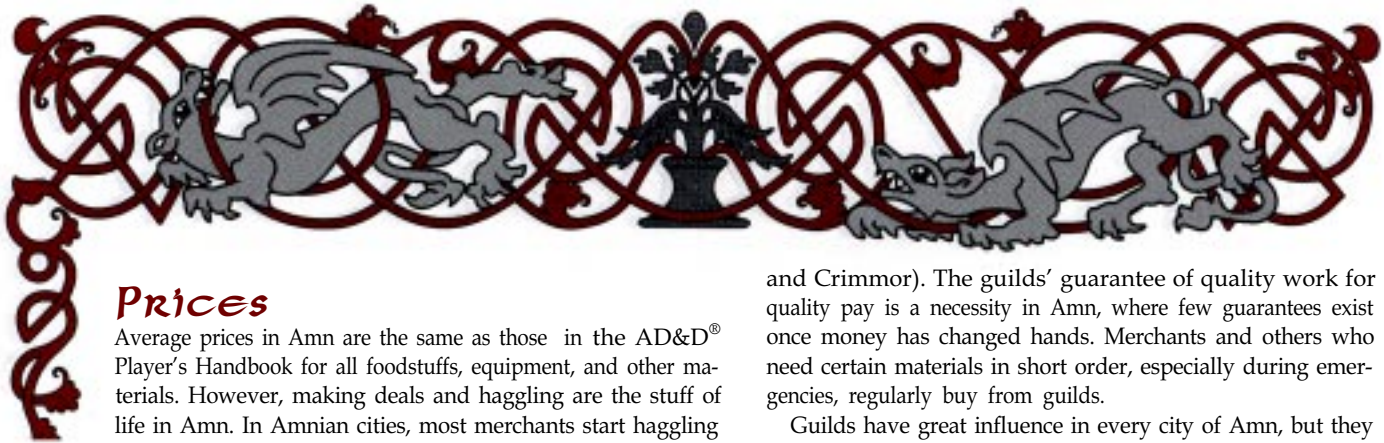 Prices
Average prices in Amn are the same as those in the AD&D®
Player's Handbook for all foodstuffs, equipment, and other ma-
terials. However, making deals and haggling are the stuff of
life in Amn. In Amnian cities, most merchants start haggling
and Crimmor). The guilds' guarantee of quality work for
quality pay is a necessity in Amn, where few guarantees exist
once money has changed hands. Merchants and others who
need certain materials in short order, especially during emer-
gencies, regularly buy from guilds.
Guilds have great influence in every city of Amn, but they